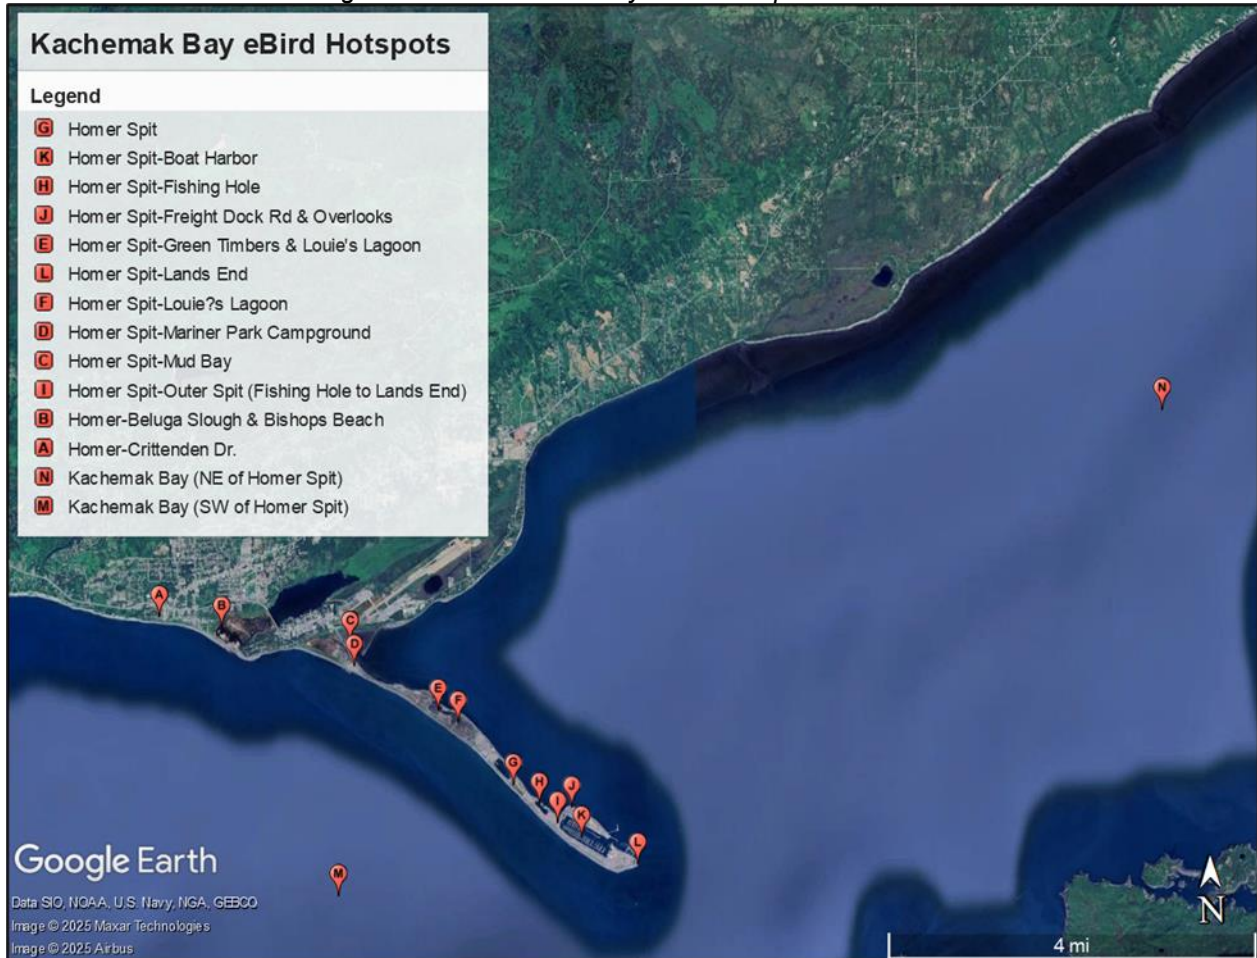 Kachemak Bay eBird Hotspots
Legend
G Homer Spit
K Homer Spit-Boat Harbor
H Homer Spit-Fishing Hole
J Homer Spit-Freight Dock Rd & Overlooks
E Homer Spit-Green Timbers & Louie's Lagoon
L Homer Spit-Lands End
F Homer Spit-Louie?s Lagoon
D Homer Spit-Mariner Park Campground
C Homer Spit-Mud Bay
I Homer Spit-Outer Spit (Fishing Hole to Lands End)
B Homer-Beluga Slough & Bishops Beach
A Homer-Crittenden Dr.
N Kachemak Bay (NE of Homer Spit)
M Kachemak Bay (SW of Homer Spit)
N
A
B
C
D
E
F
G
H
J
I
K
L
M
Google Earth
Data SIO, NOAA, U.S. Navy, NGA, GEBCO
Image © 2025 Maxar Technologies
Image © 2025 Airbus
N
4 mi